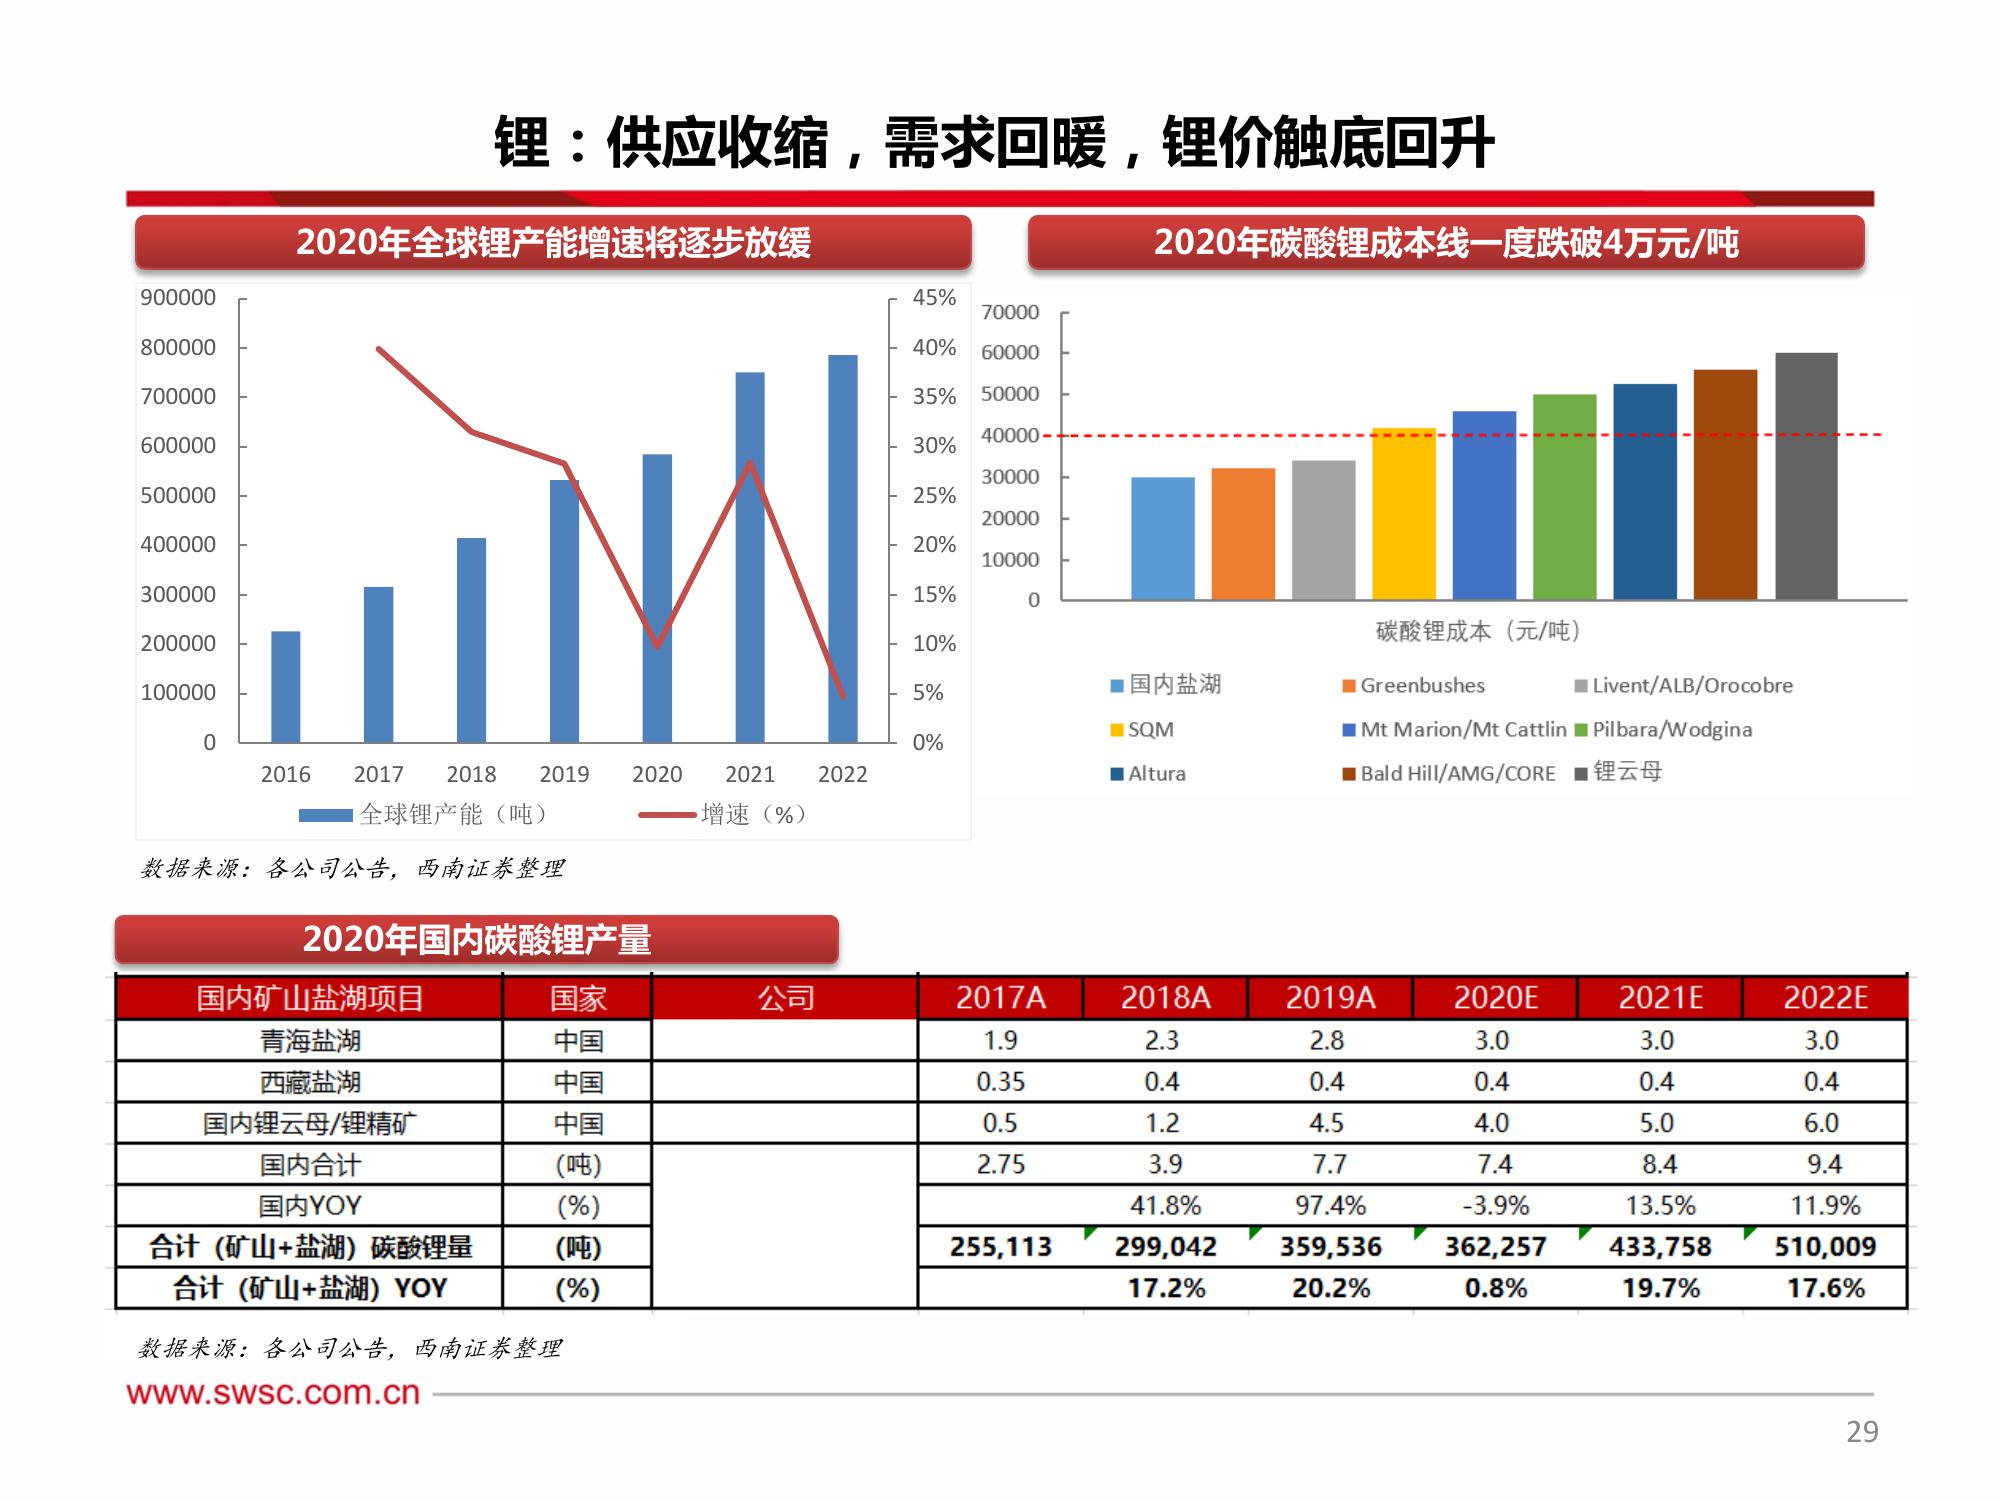 锂：供应收缩，需求回暖，锂价触底回升
2020年全球锂产能增速将逐步放缓
900000
800000
700000
600000
500000
400000
300000
200000
100000
0
45%
40%
35%
30%
25%
20%
15%
10%
5%
0%
2016 2017 2018 2019 2020 2021 2022
全球锂产能（吨） 增速（%）
数据来源：各公司公告，西南证券整理
2020年碳酸锂成本线一度跌破4万元/吨
70000
60000
50000
40000
30000
20000
10000
0
碳酸锂成本（元/吨）
国内盐湖 Greenbushes Livent/ALB/Orocobre
SQM Mt Marion/Mt Cattlin Pilbara/Wodgina
Altura Bald Hill/AMG/CORE 锂云母
2020年国内碳酸锂产量
国内矿山盐湖项目 国家 公司 2017A 2018A 2019A 2020E 2021E 2022E
青海盐湖 中国 1.9 2.3 2.8 3.0 3.0 3.0
西藏盐湖 中国 0.35 0.4 0.4 0.4 0.4 0.4
国内锂云母/锂精矿 中国 0.5 1.2 4.5 4.0 5.0 6.0
国内合计 (吨) 2.75 3.9 7.7 7.4 8.4 9.4
国内YOY (%) 41.8% 97.4% -3.9% 13.5% 11.9%
合计（矿山+盐湖）碳酸锂量 (吨) 255,113 299,042 359,536 362,257 433,758 510,009
合计（矿山+盐湖）YOY (%) 17.2% 20.2% 0.8% 19.7% 17.6%
数据来源：各公司公告，西南证券整理
www.swsc.com.cn
29